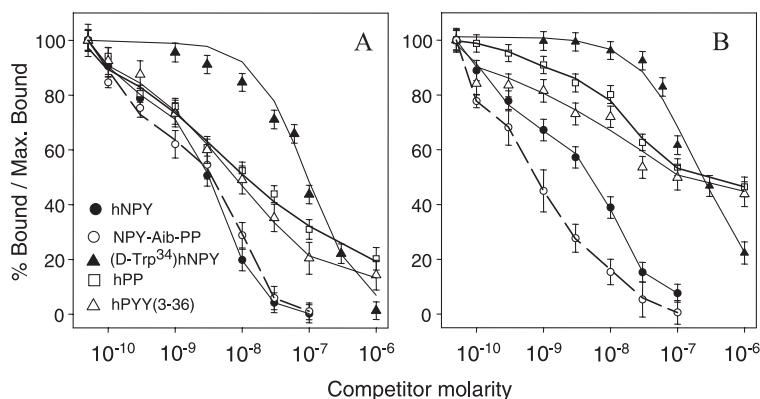 A
B
% Bound / Max. Bound
100
80
60
40
20
0
hNPY
NPY-Aib-PP
(D-Trp³⁴)hNPY
hPP
hPYY(3-36)
10⁻¹⁰ 10⁻⁹ 10⁻⁸ 10⁻⁷ 10⁻⁶
100
80
60
40
20
0
10⁻¹⁰ 10⁻⁹ 10⁻⁸ 10⁻⁷ 10⁻⁶
Competitor molarity